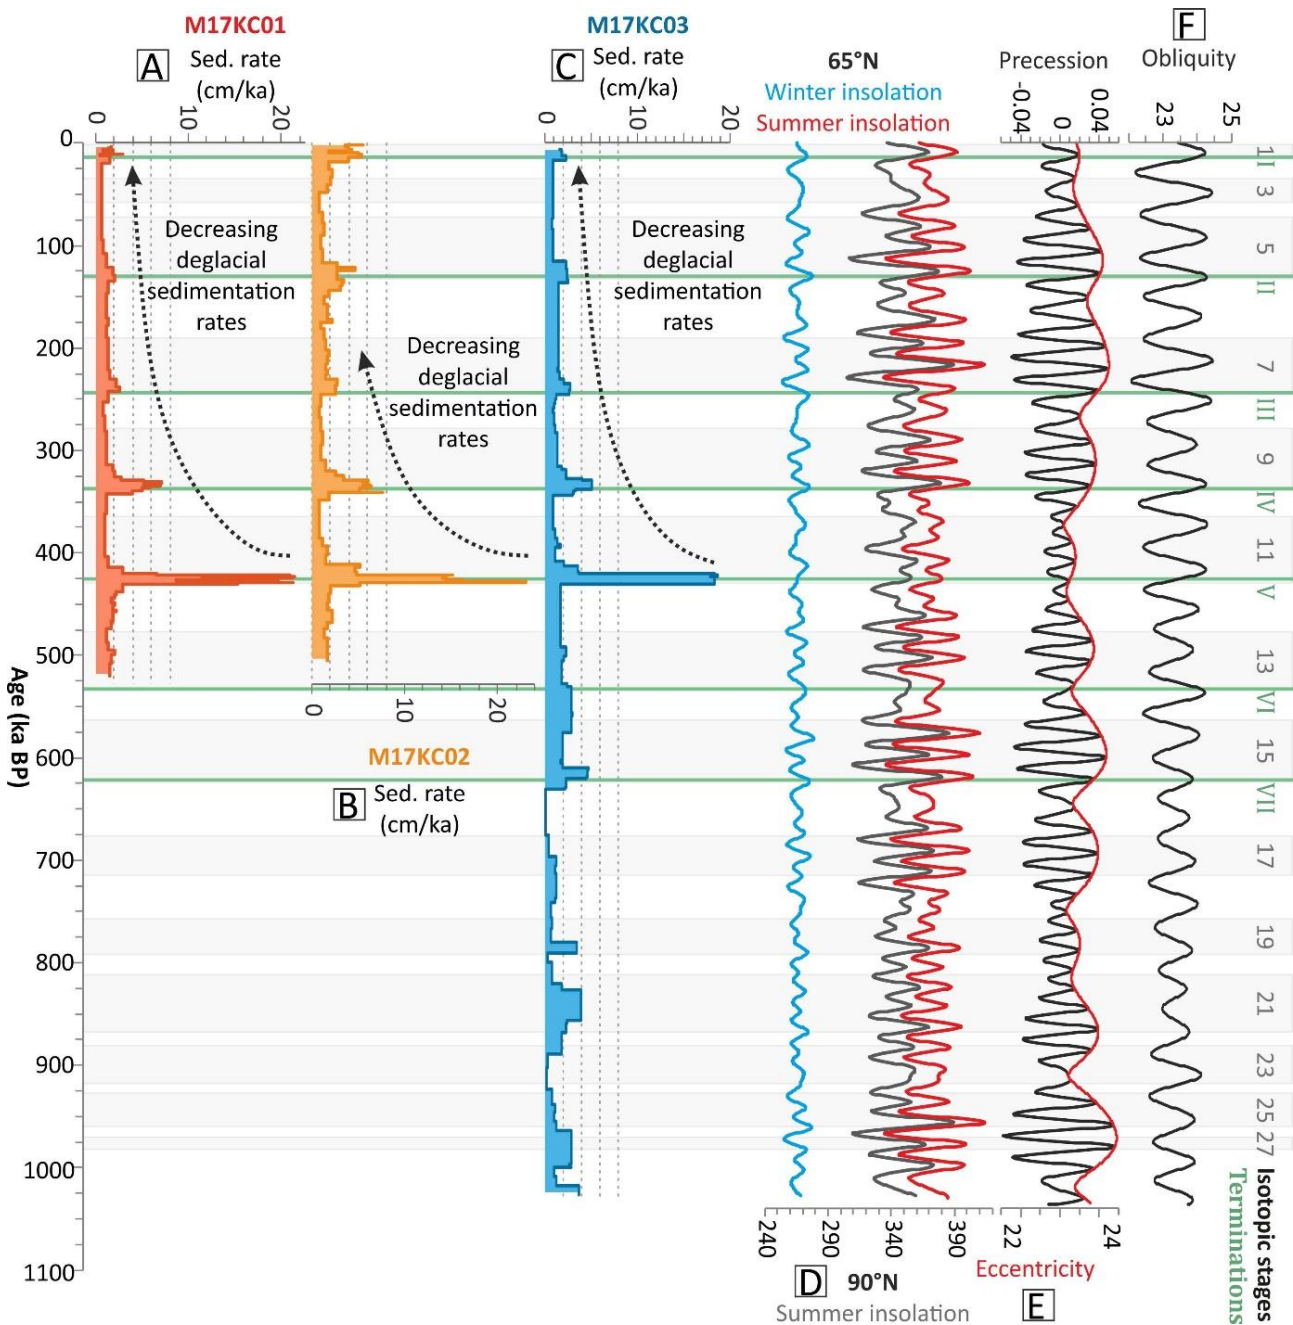 M17KC01
A
Sed. rate
(cm/ka)
0
10
20
M17KC03
C
Sed. rate
(cm/ka)
0
10
20
65°N
Winter insolation
Summer insolation
Precession
-0.04
0
0.04
F
Obliquity
23
25
0
100
200
300
400
500
600
700
800
900
1000
1100
Age (ka BP)
Decreasing
deglacial
sedimentation
rates
Decreasing
deglacial
sedimentation
rates
Decreasing
deglacial
sedimentation
rates
0
10
20
M17KC02
B
Sed. rate
(cm/ka)
1
I
3
5
II
7
III
9
IV
11
V
13
VI
15
VII
17
19
21
23
25
27
Isotopic stages
Terminations
240
290
340
390
D
90°N
Summer insolation
22
24
Eccentricity
E